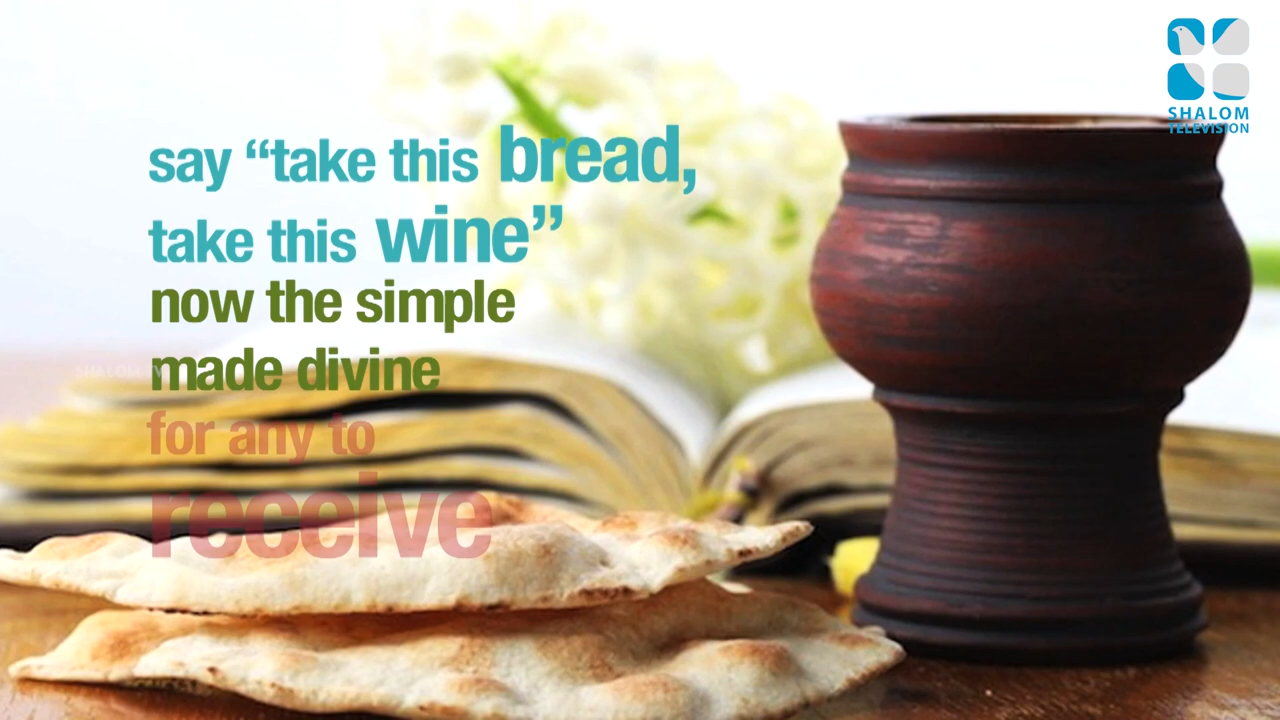 SHALOM
TELEVISION
say “take this bread,
take this wine”
now the simple
made divine
for any to
receive